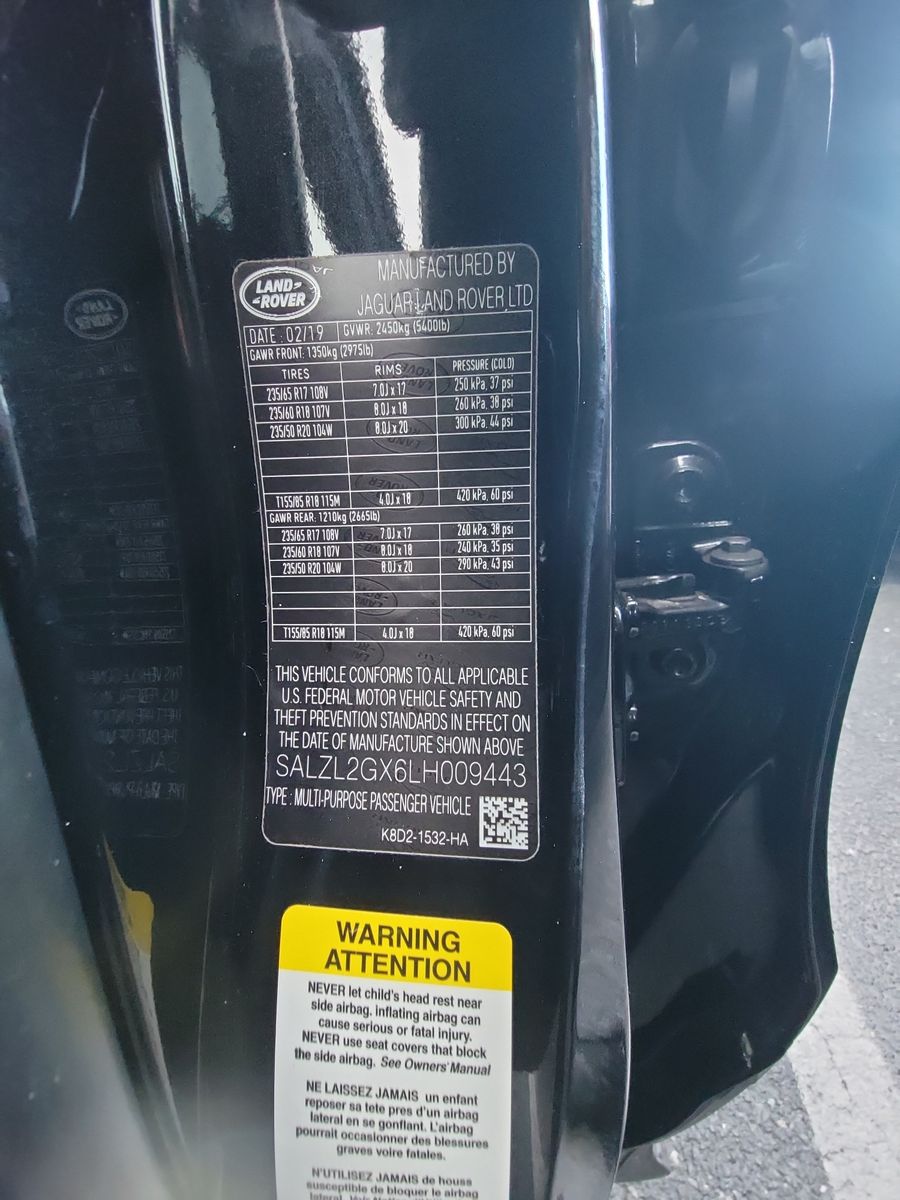 LAND-
-ROVER
MANUFACTURED BY
JAGUAR LAND ROVER LTD
DATE : 02/19 GVWR: 2450kg (5400lb)
GAWR FRONT: 1350kg (2975lb)
TIRES RIMS PRESSURE (COLD)
235/65 R17 108V 7.0J x 17 250 kPa, 37 psi
235/60 R18 107V 8.0J x 18 260 kPa, 38 psi
235/50 R20 104W 8.0J x 20 300 kPa, 44 psi
T155/85 R18 115M 4.0J x 18 420 kPa, 60 psi
GAWR REAR: 1210kg (2665lb)
235/65 R17 108V 7.0J x 17 260 kPa, 38 psi
235/60 R18 107V 8.0J x 18 240 kPa, 35 psi
235/50 R20 104W 8.0J x 20 290 kPa, 43 psi
T155/85 R18 115M 4.0J x 18 420 kPa, 60 psi
THIS VEHICLE CONFORMS TO ALL APPLICABLE
U.S. FEDERAL MOTOR VEHICLE SAFETY AND
THEFT PREVENTION STANDARDS IN EFFECT ON
THE DATE OF MANUFACTURE SHOWN ABOVE
SALZL2GX6LH009443
TYPE : MULTI-PURPOSE PASSENGER VEHICLE
K8D2-1532-HA
WARNING
ATTENTION
NEVER let child's head rest near
side airbag. inflating airbag can
cause serious or fatal injury.
NEVER use seat covers that block
the side airbag. See Owners' Manual
NE LAISSEZ JAMAIS un enfant
reposer sa tete pres d'un airbag
lateral en se gonflant. L'airbag
pourrait occasionner des blessures
graves voire fatales.
N'UTILISEZ JAMAIS de houss
susceptible de bloquer le airbag
lateral.